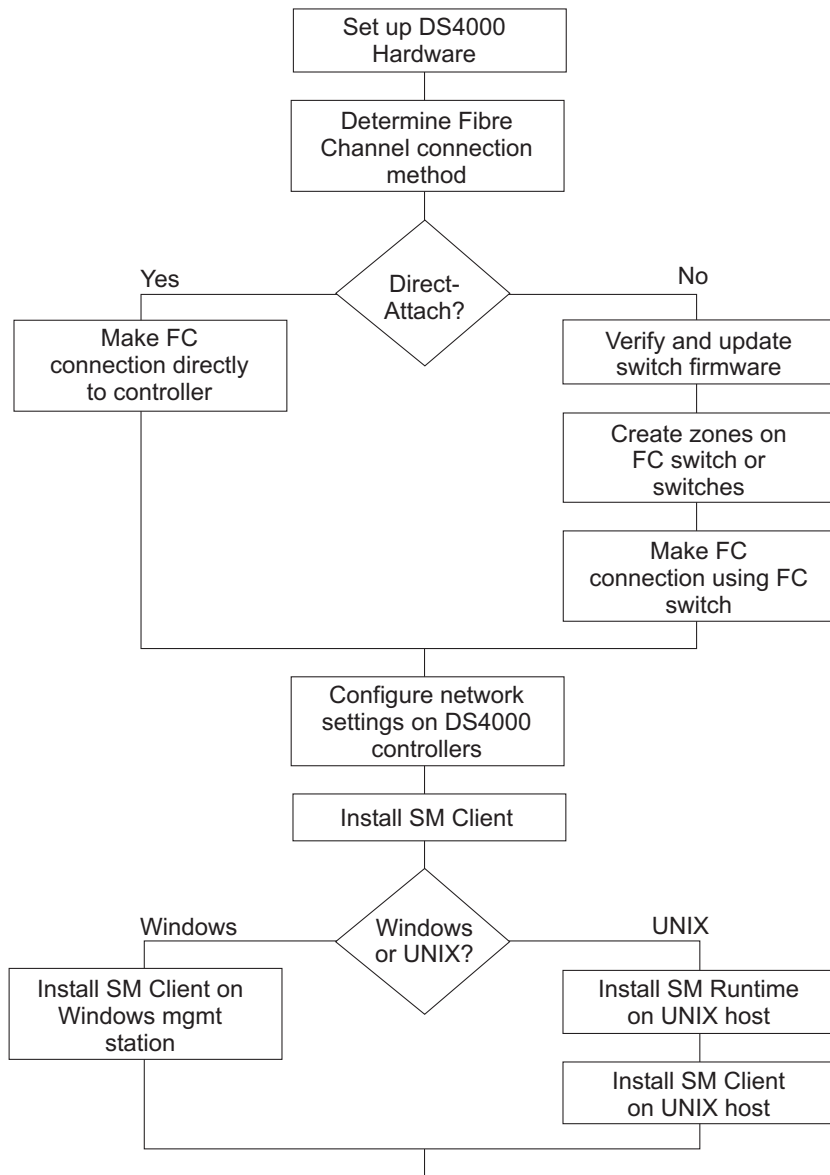 Set up DS4000
Hardware
Determine Fibre
Channel connection
method
Yes
Direct-
Attach?
No
Make FC
connection directly
to controller
Verify and update
switch firmware
Create zones on
FC switch or
switches
Make FC
connection using FC
switch
Configure network
settings on DS4000
controllers
Install SM Client
Windows
Windows
or UNIX?
UNIX
Install SM Client on
Windows mgmt
station
Install SM Runtime
on UNIX host
Install SM Client
on UNIX host